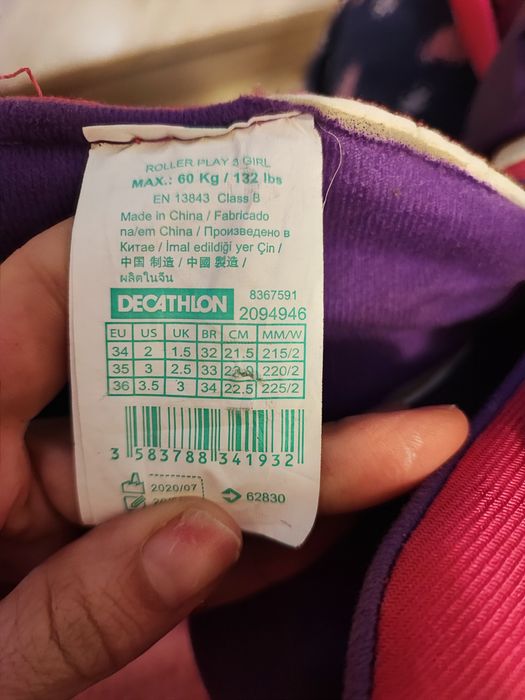 ROLLER PLAY 3 GIRL
MAX.: 60 Kg / 132 lbs
EN 13843 Class B
Made in China / Fabricado
na/em China / Произведено в
Китае / İmal edildiği yer Çin /
中国 制造 / 中國 製造 /
ผลิตในจีน
DECATHLON 8367591
2094946
EU US UK BR CM MM/W
34 2 1.5 32 21.5 215/2
35 3 2.5 33 220/2
36 3.5 3 34 22.5 225/2
3 583788 341932
2020/07
62830